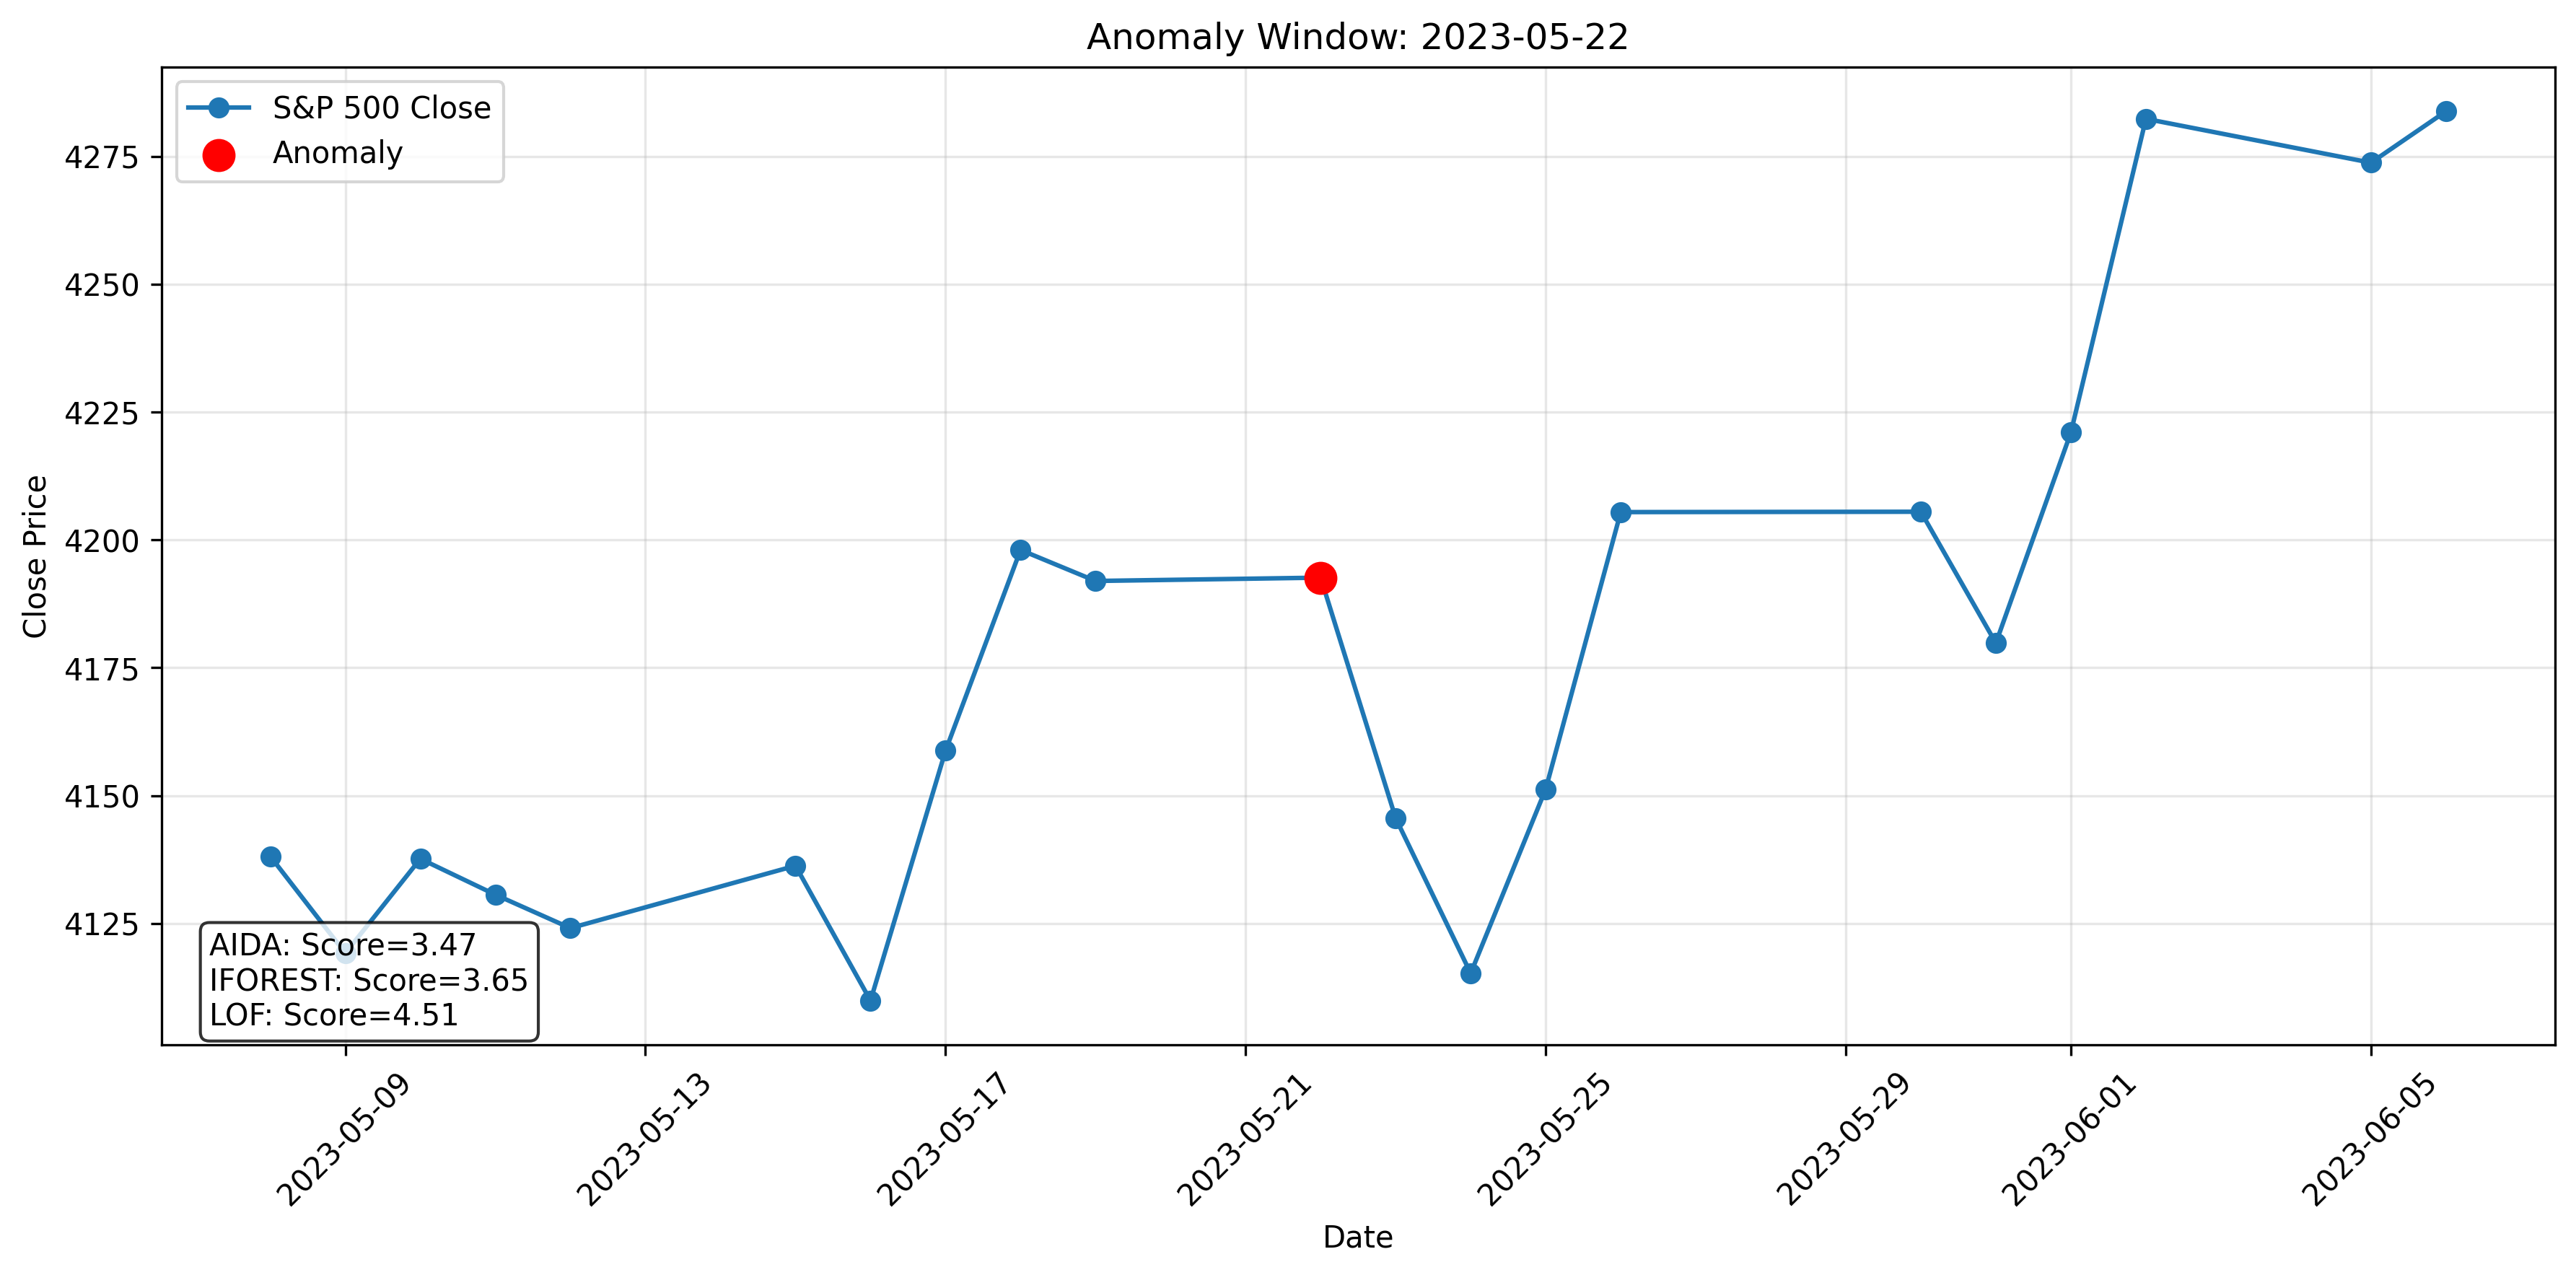 Anomaly Window: 2023-05-22
S&P 500 Close
Anomaly
4275
4250
4225
4200
4175
4150
4125
Close Price
AIDA: Score=3.47
IFOREST: Score=3.65
LOF: Score=4.51
2023-05-09
2023-05-13
2023-05-17
2023-05-21
2023-05-25
2023-05-29
2023-06-01
2023-06-05
Date